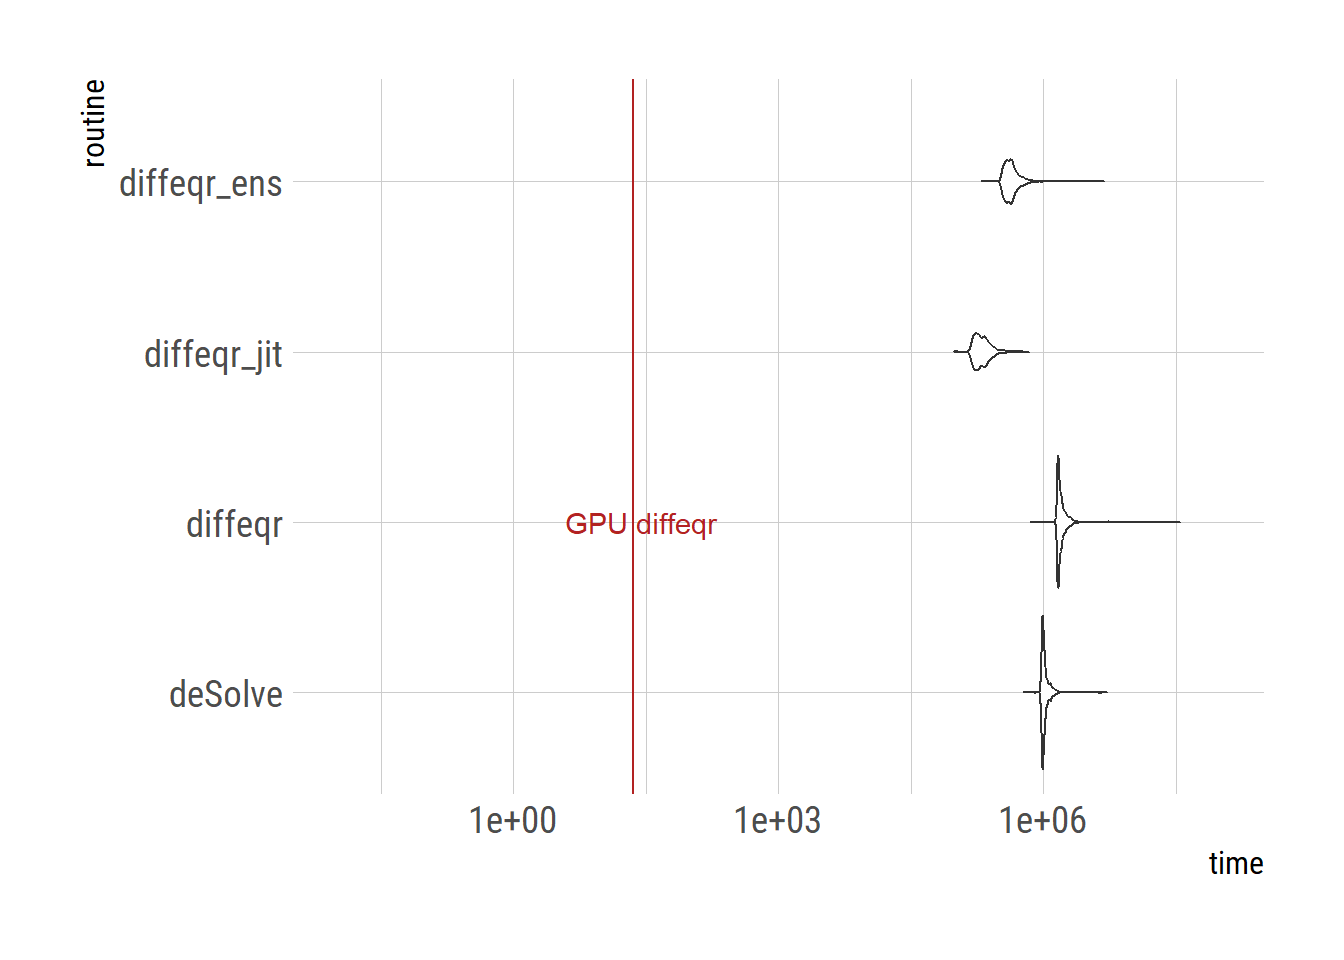 routine
diffeqr_ens
diffeqr_jit
diffeqr
GPU diffeqr
deSolve
1e+00 1e+03 1e+06
time